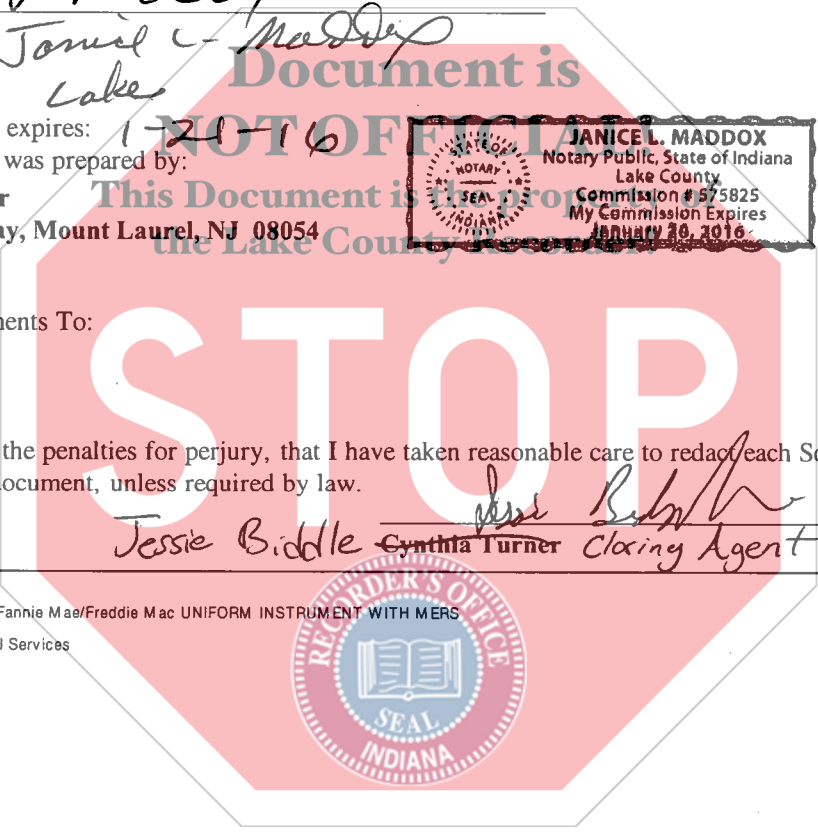 Janice L. Maddox
Lake
expires: 1-21-16
was prepared by:
JANICE L. MADDOX
Notary Public, State of Indiana
Lake County
Commission # 575825
My Commission Expires
January 20, 2016
STATE OF
NOTARY
SEAL
INDIANA
r
ay, Mount Laurel, NJ 08054
Document is
NOT OFFICIAL!
This Document is the property of
the Lake County Recorder!
ments To:
STOP
the penalties for perjury, that I have taken reasonable care to redact each So
document, unless required by law.
Jessie Biddle Cynthia Turner Closing Agent
Fannie Mae/Freddie Mac UNIFORM INSTRUMENT WITH MERS
l Services
RECORDER'S OFFICE
SEAL
INDIANA